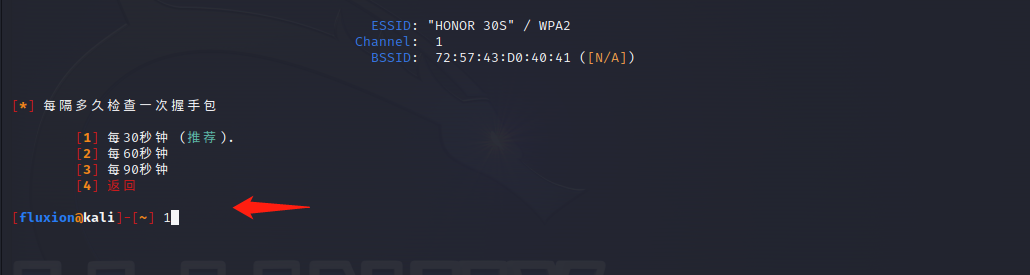 ESSID: "HONOR 30S" / WPA2
Channel: 1
BSSID: 72:57:43:D0:40:41 ([N/A])
[*] 每隔多久检查一次握手包
[1] 每30秒钟 (推荐).
[2] 每60秒钟
[3] 每90秒钟
[4] 返回
[fluxion@kali]-[~] 1